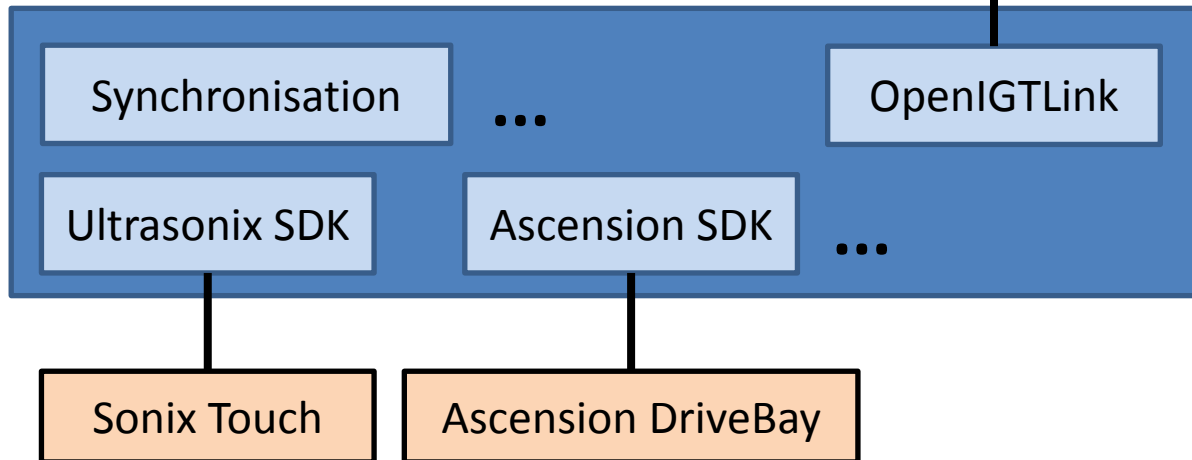 Synchronisation
...
OpenIGTLink
Ultrasonix SDK
Ascension SDK
...
Sonix Touch
Ascension DriveBay